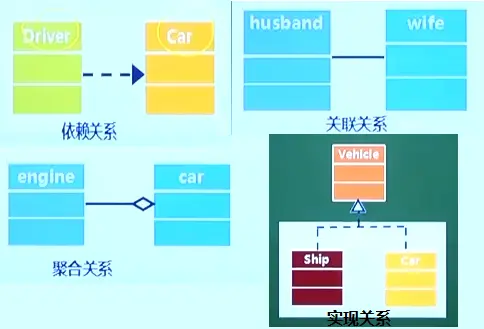 Driver
Car
依赖关系
husband
wife
关联关系
engine
car
聚合关系
Vehicle
Ship
Car
实现关系